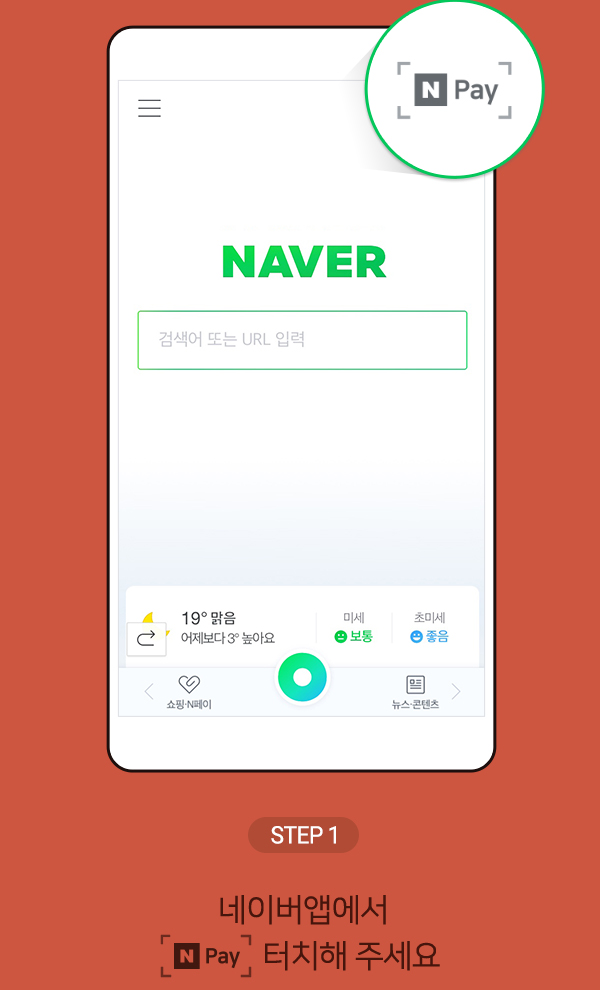 N Pay
NAVER
검색어 또는 URL 입력
19° 맑음
어제보다 3° 높아요
미세
보통
초미세
좋음
쇼핑·N페이
뉴스·콘텐츠
STEP 1
네이버앱에서
N Pay 터치해 주세요